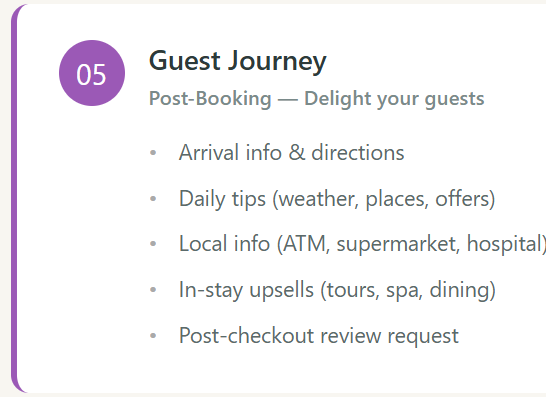 05
Guest Journey
Post-Booking — Delight your guests
• Arrival info & directions
• Daily tips (weather, places, offers)
• Local info (ATM, supermarket, hospital)
• In-stay upsells (tours, spa, dining)
• Post-checkout review request